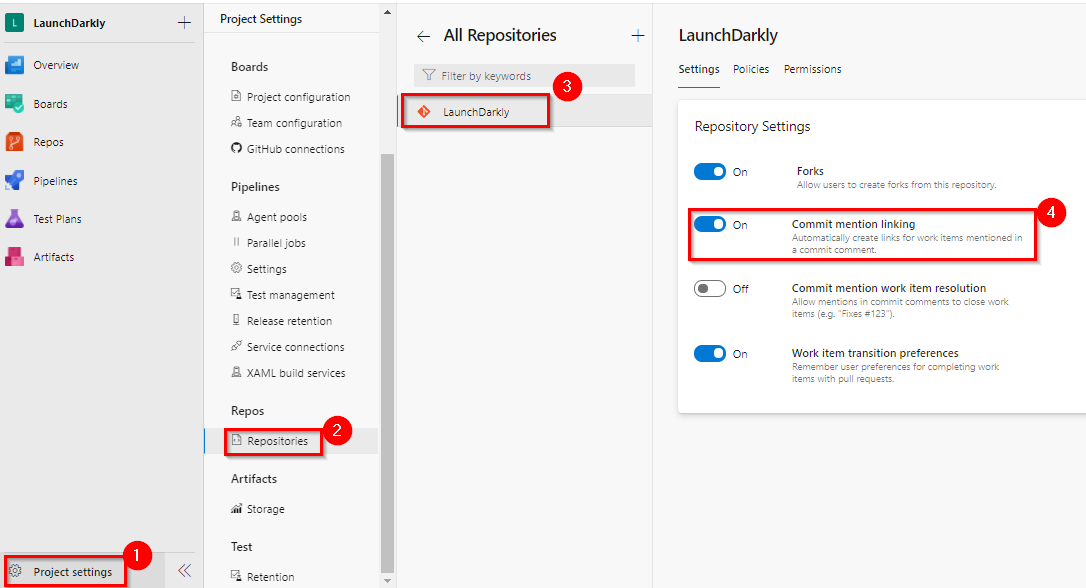 L LaunchDarkly
Overview
Boards
Repos
Pipelines
Test Plans
Artifacts
Project settings
1
Project Settings
Boards
Project configuration
Team configuration
GitHub connections
Pipelines
Agent pools
Parallel jobs
Settings
Test management
Release retention
Service connections
XAML build services
Repos
Repositories
2
Artifacts
Storage
Test
Retention
All Repositories
Filter by keywords
3
LaunchDarkly
LaunchDarkly
Settings Policies Permissions
Repository Settings
On Forks
Allow users to create forks from this repository.
4
On Commit mention linking
Automatically create links for work items mentioned in
a commit comment.
Off Commit mention work item resolution
Allow mentions in commit comments to close work
items (e.g. "Fixes #123").
On Work item transition preferences
Remember user preferences for completing work
items with pull requests.